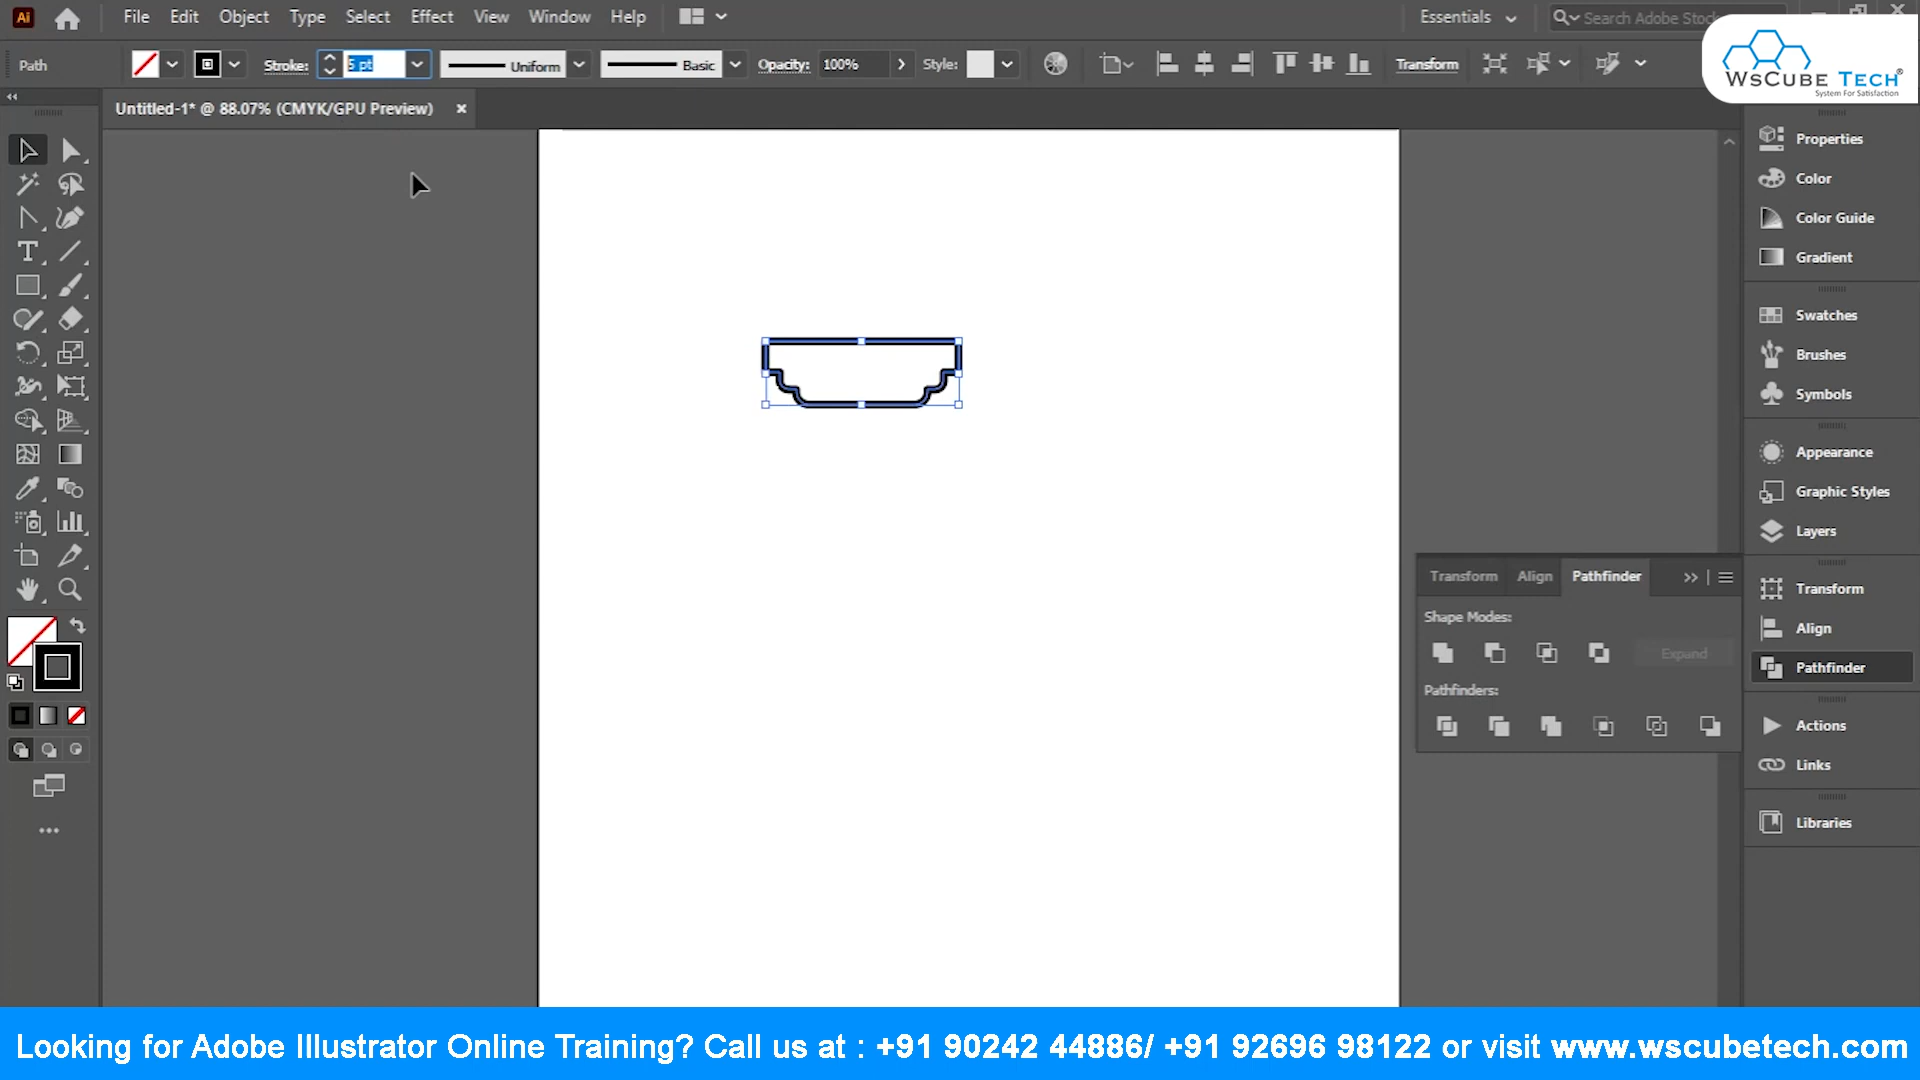 Ai File Edit Object Type Select Effect View Window Help Essentials Search Adobe Stock
WsCube Tech®
System For Satisfaction
Path Stroke: 5 pt Uniform Basic Opacity: 100% Style: Transform
Untitled-1* @ 88.07% (CMYK/GPU Preview)
Properties
Color
Color Guide
Gradient
Swatches
Brushes
Symbols
Appearance
Graphic Styles
Layers
Transform Align Pathfinder
Transform
Shape Modes:
Align
Expand
Pathfinder
Pathfinders:
Actions
Links
Libraries
Looking for Adobe Illustrator Online Training? Call us at : +91 90242 44886/ +91 92696 98122 or visit www.wscubetech.com